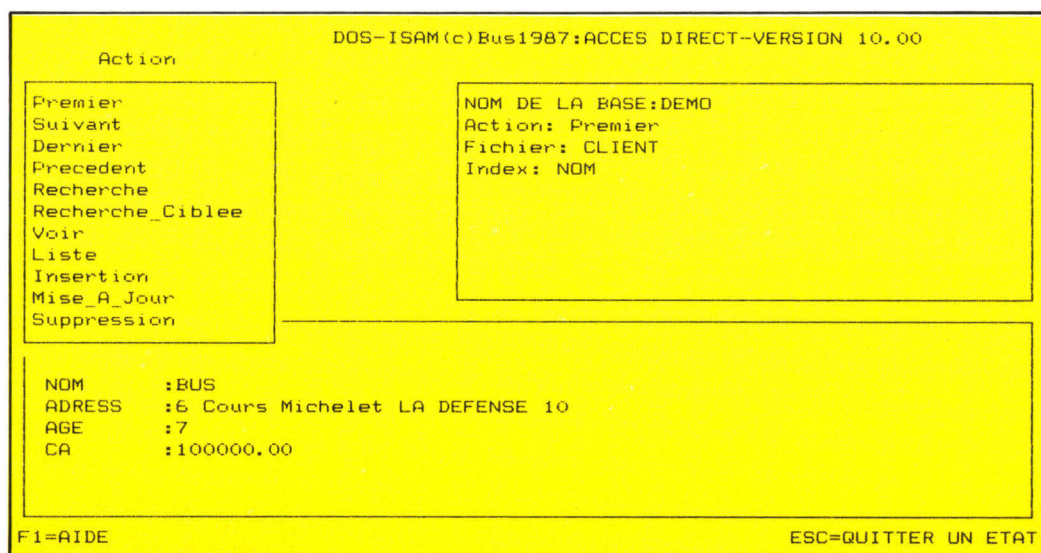 DOS-ISAM(c)Bus1987:ACCES DIRECT-VERSION 10.00
Action
Premier
Suivant
Dernier
Precedent
Recherche
Recherche_Ciblee
Voir
Liste
Insertion
Mise_A_Jour
Suppression
NOM DE LA BASE:DEMO
Action: Premier
Fichier: CLIENT
Index: NOM
NOM :BUS
ADRESS :6 Cours Michelet LA DEFENSE 10
AGE :7
CA :100000.00
F1=AIDE
ESC=QUITTER UN ETAT